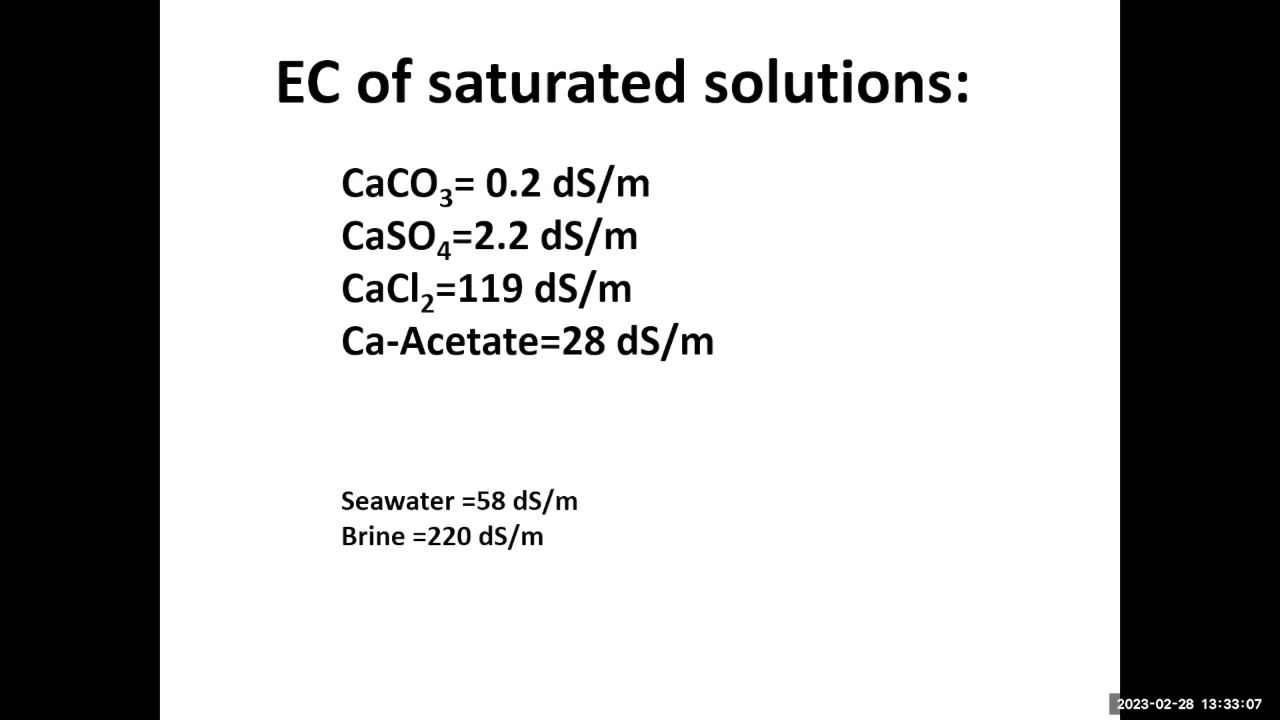 EC of saturated solutions:
CaCO₃= 0.2 dS/m
CaSO₄=2.2 dS/m
CaCl₂=119 dS/m
Ca-Acetate=28 dS/m
Seawater =58 dS/m
Brine =220 dS/m
2023-02-28 13:33:07